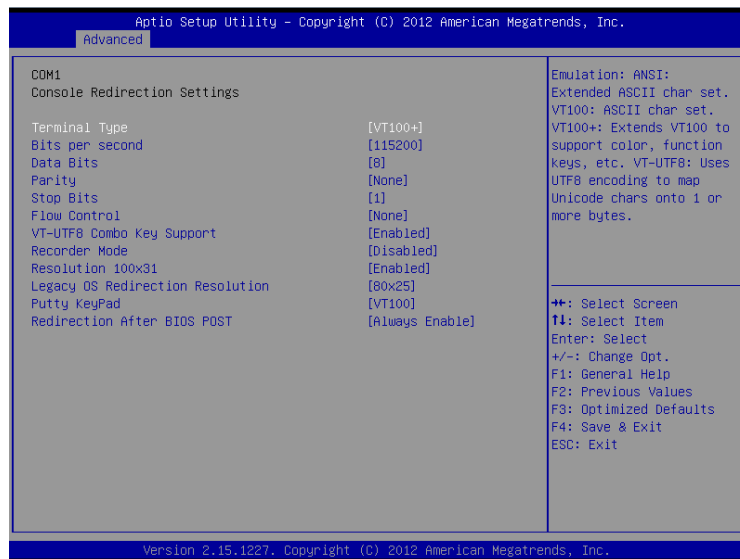 Aptio Setup Utility – Copyright (C) 2012 American Megatrends, Inc.
Advanced
COM1
Console Redirection Settings
Terminal Type [VT100+]
Bits per second [115200]
Data Bits [8]
Parity [None]
Stop Bits [1]
Flow Control [None]
VT-UTF8 Combo Key Support [Enabled]
Recorder Mode [Disabled]
Resolution 100x31 [Enabled]
Legacy OS Redirection Resolution [80x25]
Putty KeyPad [VT100]
Redirection After BIOS POST [Always Enable]
Emulation: ANSI:
Extended ASCII char set.
VT100: ASCII char set.
VT100+: Extends VT100 to
support color, function
keys, etc. VT-UTF8: Uses
UTF8 encoding to map
Unicode chars onto 1 or
more bytes.
→←: Select Screen
↑↓: Select Item
Enter: Select
+/-: Change Opt.
F1: General Help
F2: Previous Values
F3: Optimized Defaults
F4: Save & Exit
ESC: Exit
Version 2.15.1227. Copyright (C) 2012 American Megatrends, Inc.